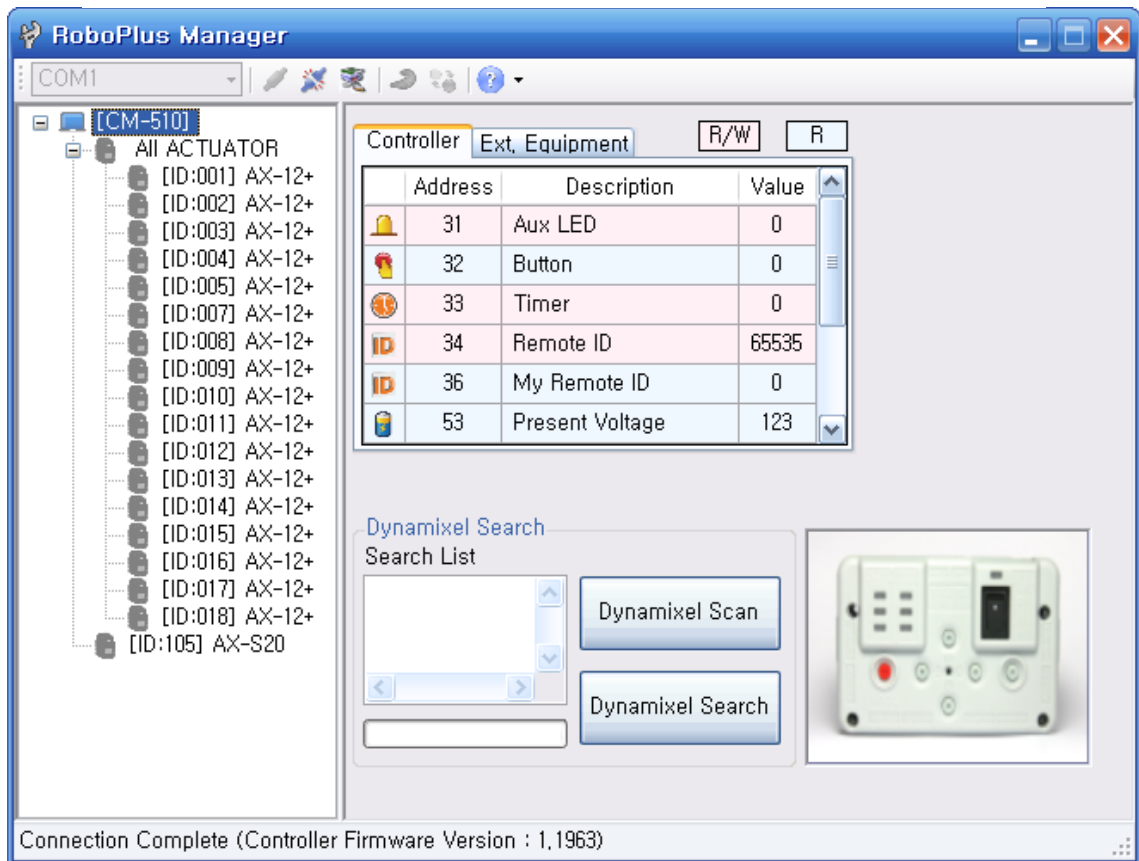 RoboPlus Manager
COM1
[CM-510]
All ACTUATOR
[ID:001] AX-12+
[ID:002] AX-12+
[ID:003] AX-12+
[ID:004] AX-12+
[ID:005] AX-12+
[ID:007] AX-12+
[ID:008] AX-12+
[ID:009] AX-12+
[ID:010] AX-12+
[ID:011] AX-12+
[ID:012] AX-12+
[ID:013] AX-12+
[ID:014] AX-12+
[ID:015] AX-12+
[ID:016] AX-12+
[ID:017] AX-12+
[ID:018] AX-12+
[ID:105] AX-S20
Controller Ext, Equipment R/W R
Address Description Value
31 Aux LED 0
32 Button 0
33 Timer 0
ID 34 Remote ID 65535
ID 36 My Remote ID 0
53 Present Voltage 123
Dynamixel Search
Search List
Dynamixel Scan
Dynamixel Search
Connection Complete (Controller Firmware Version : 1,1963)